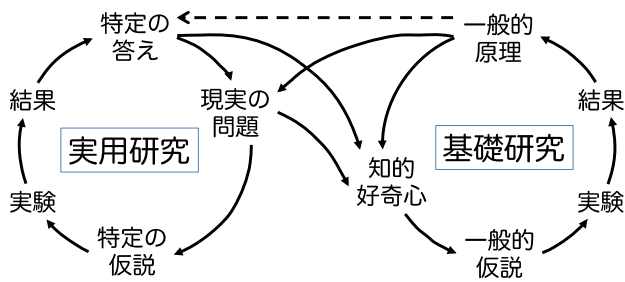 特定の
答え
一般的
原理
結果
現実の
問題
結果
実用研究
基礎研究
知的
好奇心
実験
実験
特定の
仮説
一般的
仮説